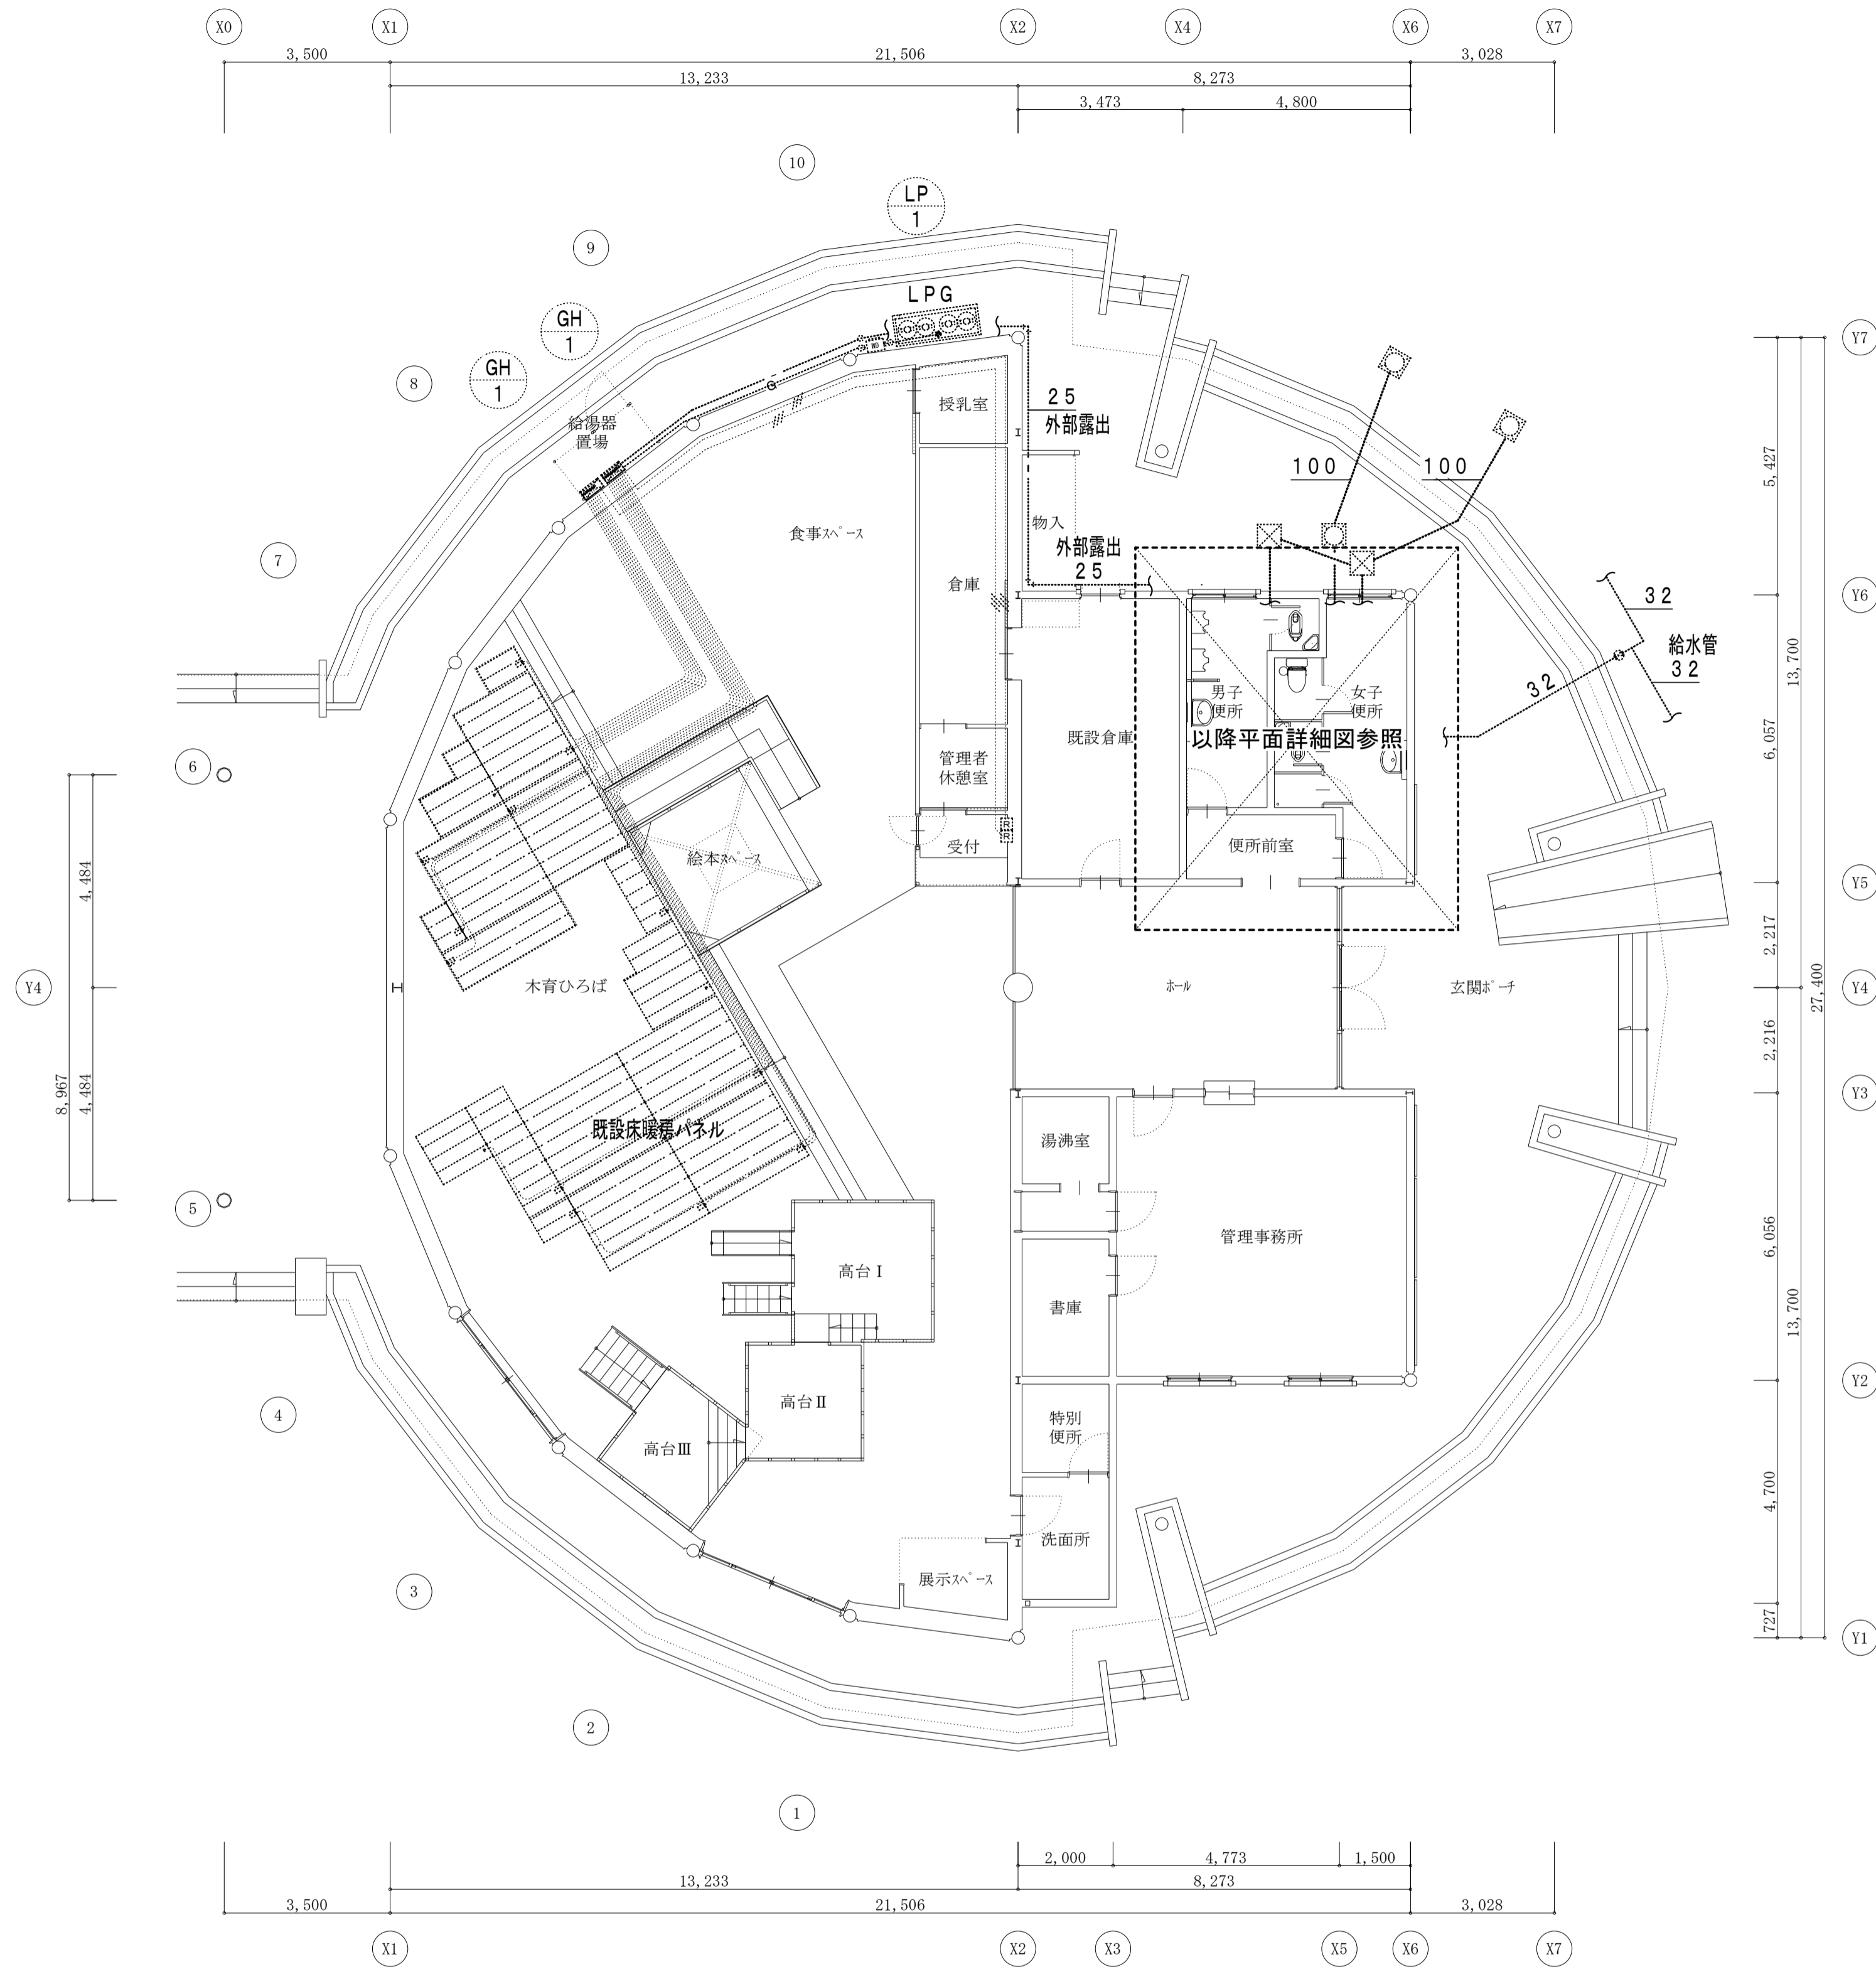 X0 X1 X2 X4 X6 X7
3,500 21,506 3,028
13,233 8,273
3,473 4,800
10
LP
1
9
GH
1
LPG
8
GH
1
給湯器
置場
授乳室
25
外部露出
100 100
Y7
5,427
食事スペース
物入
外部露出
25
7
倉庫
32
給水管
32
32
Y6
13,700
男子
便所
女子
便所
既設倉庫
以降平面詳細図参照
6,057
管理者
休憩室
6
受付
便所前室
絵本スペース
4,484
Y5
2,217
Y4
木育ひろば
ホール
玄関ポーチ
Y4
27,400
2,216
8,967
4,484
Y3
既設床暖房パネル
湯沸室
5
管理事務所
6,056
高台Ⅰ
書庫
13,700
Y2
4
高台Ⅱ
特別
便所
高台Ⅲ
4,700
洗面所
3
展示スペース
727
Y1
2
1
2,000 4,773 1,500
13,233 8,273
3,500 21,506 3,028
X1 X2 X3 X5 X6 X7